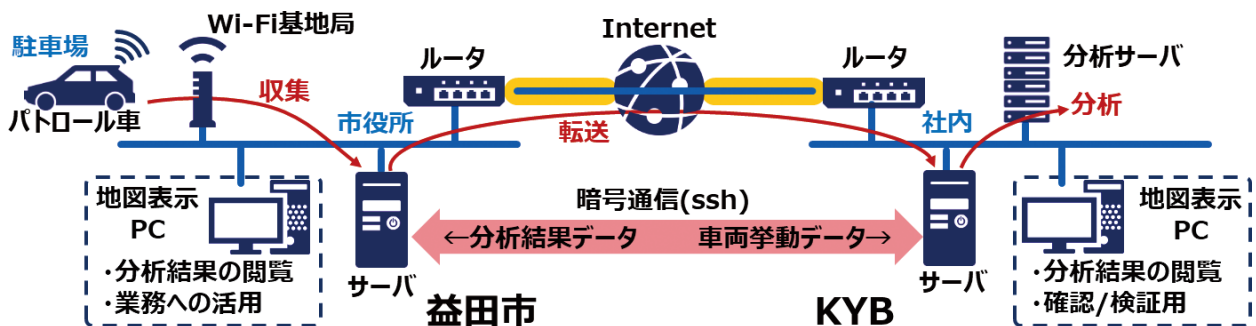 駐車場
パトロール車
Wi-Fi基地局
収集
市役所
ルータ
Internet
転送
ルータ
社内
分析サーバ
分析
地図表示
PC
・分析結果の閲覧
・業務への活用
サーバ
益田市
暗号通信(ssh)
←分析結果データ 車両挙動データ→
サーバ
KYB
地図表示
PC
・分析結果の閲覧
・確認/検証用